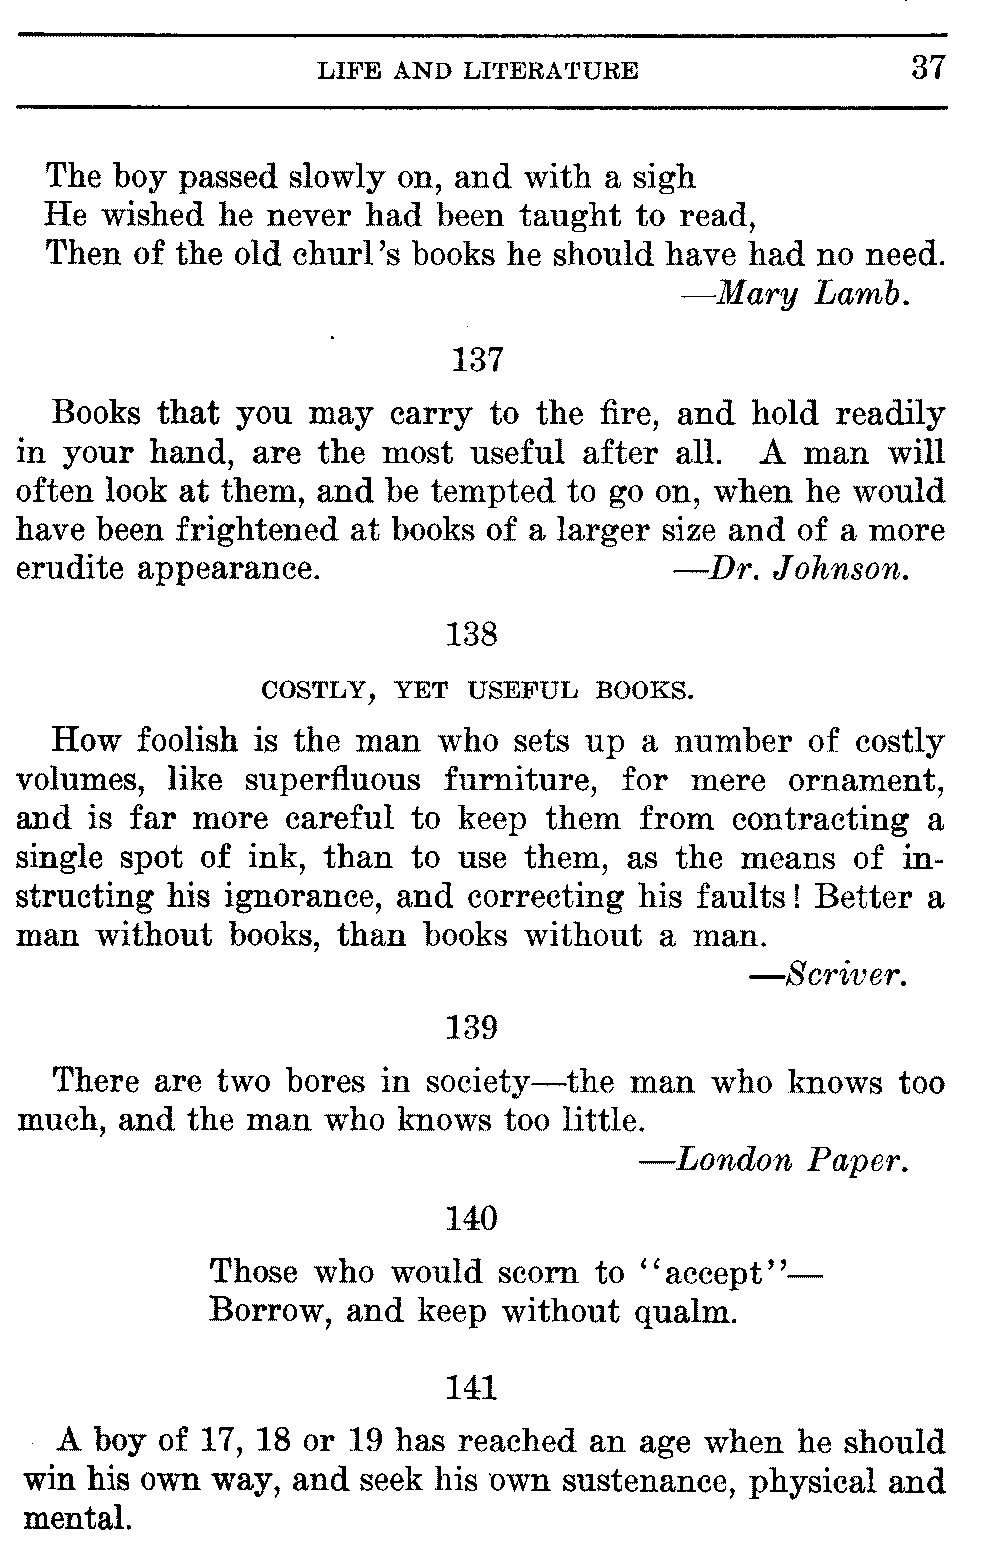 LIFE AND LITERATURE 37
The boy passed slowly on, and with a sigh
He wished he never had been taught to read,
Then of the old churl's books he should have had no need.
—Mary Lamb.
137
Books that you may carry to the fire, and hold readily
in your hand, are the most useful after all. A man will
often look at them, and be tempted to go on, when he would
have been frightened at books of a larger size and of a more
erudite appearance. —Dr. Johnson.
138
COSTLY, YET USEFUL BOOKS.
How foolish is the man who sets up a number of costly
volumes, like superfluous furniture, for mere ornament,
and is far more careful to keep them from contracting a
single spot of ink, than to use them, as the means of in-
structing his ignorance, and correcting his faults! Better a
man without books, than books without a man.
—Scriver.
139
There are two bores in society—the man who knows too
much, and the man who knows too little.
—London Paper.
140
Those who would scorn to "accept"—
Borrow, and keep without qualm.
141
A boy of 17, 18 or 19 has reached an age when he should
win his own way, and seek his own sustenance, physical and
mental.